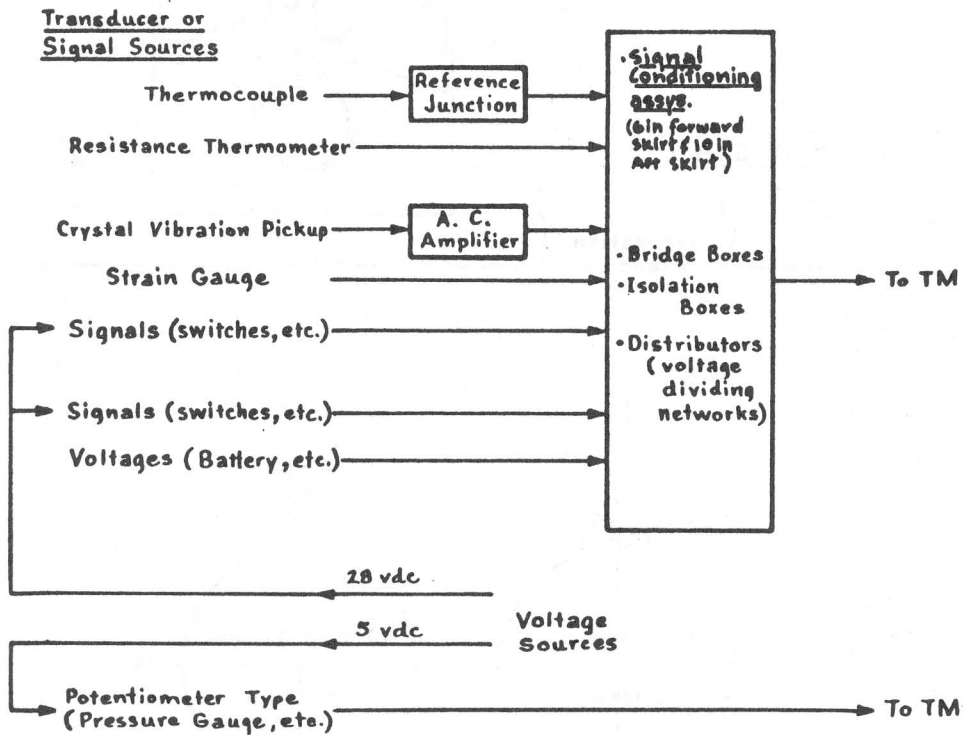 Transducer or
Signal Sources
Thermocouple
Reference
Junction
Resistance Thermometer
Crystal Vibration Pickup
A. C.
Amplifier
Strain Gauge
Signals (switches, etc.)
Signals (switches, etc.)
Voltages (Battery, etc.)
• Signal
Conditioning
assys.
(6 in forward
skirt & 10 in
AFT skirt)
• Bridge Boxes
• Isolation
Boxes
• Distributors
(voltage
dividing
networks)
To TM
28 vdc
5 vdc
Voltage
Sources
Potentiometer Type
(Pressure Gauge, etc.)
To TM